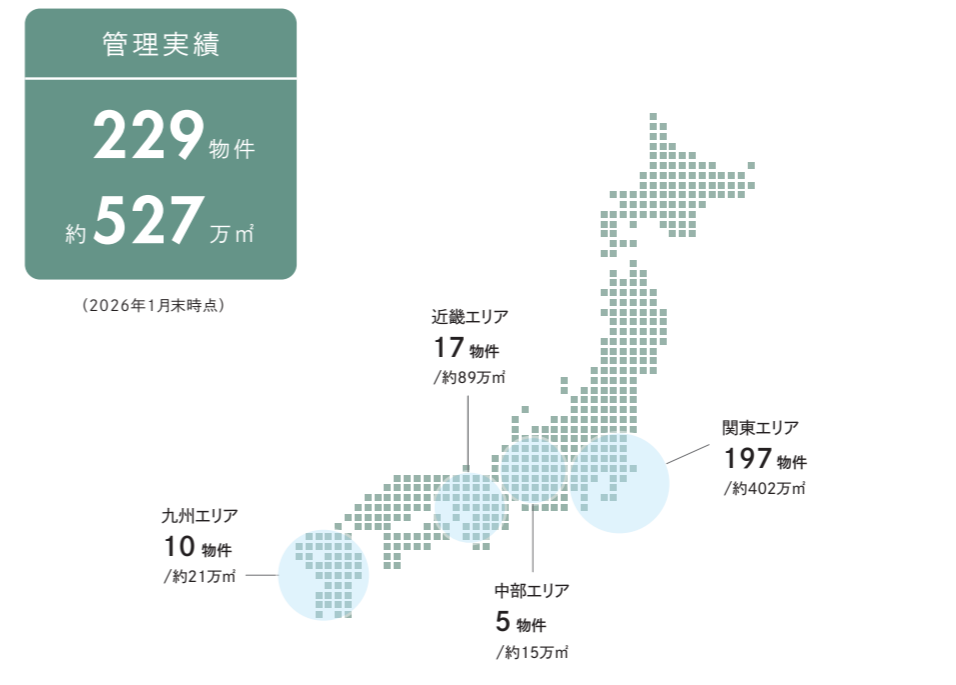 管理実績
229物件
約527万㎡
(2026年1月末時点)
近畿エリア
17 物件
/約89万㎡
関東エリア
197 物件
/約402万㎡
九州エリア
10 物件
/約21万㎡
中部エリア
5 物件
/約15万㎡